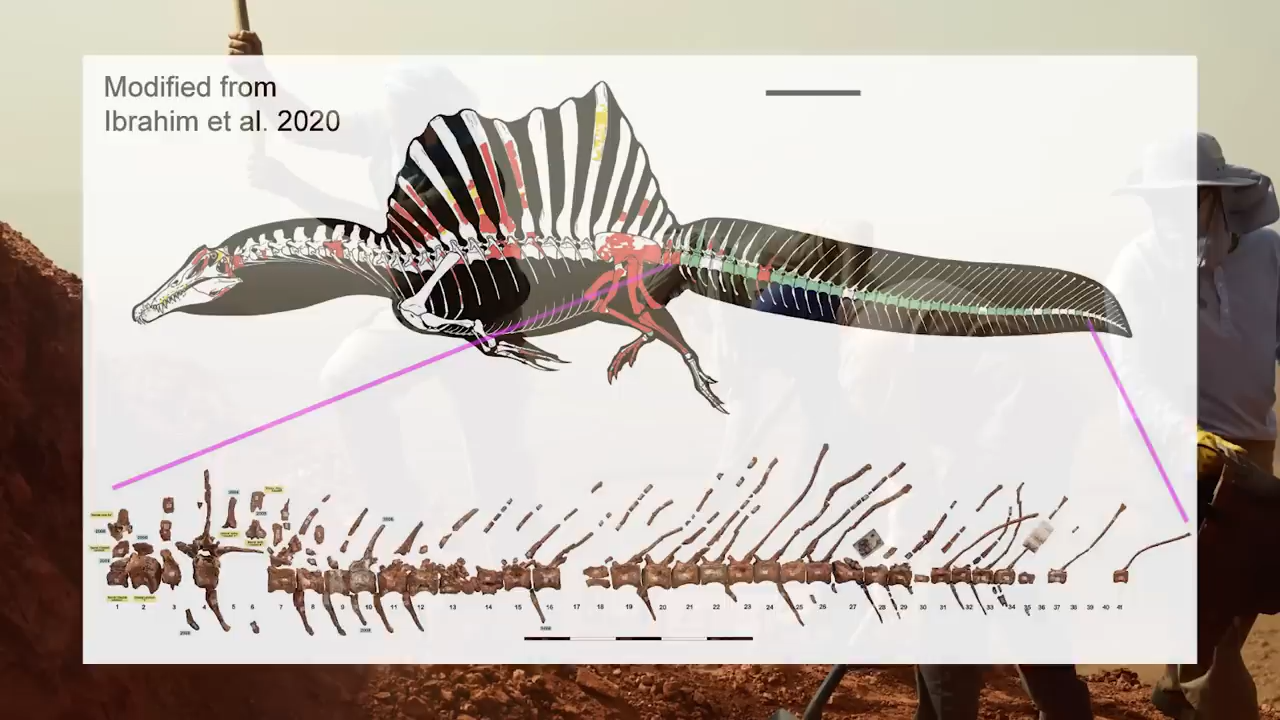 Modified from
Ibrahim et al. 2020
1 2 3 4 5 6 7 8 9 10 11 12 13 14 15 16 17 18 19 20 21 22 23 24 25 26 27 28 29 30 31 32 33 34 35 36 37 38 39 40 41